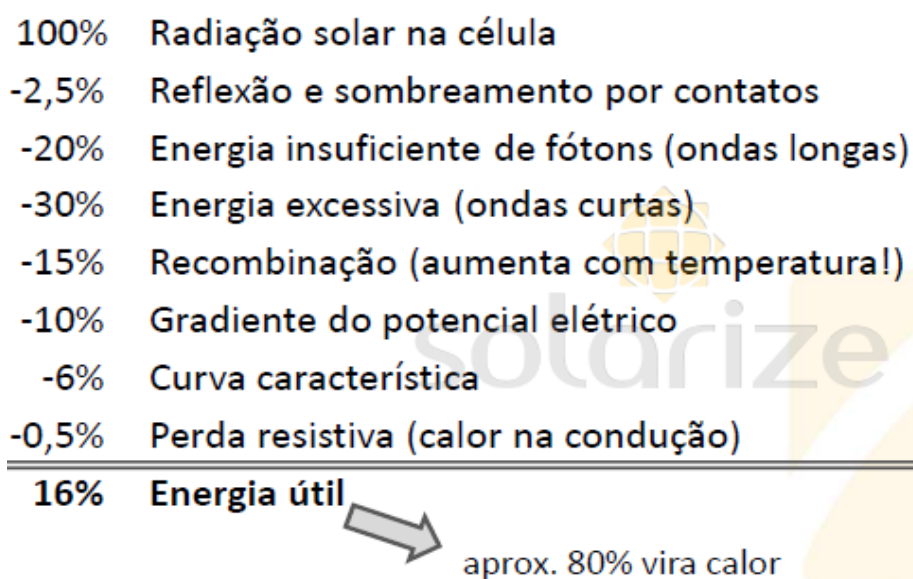 100% Radiação solar na célula
-2,5% Reflexão e sombreamento por contatos
-20% Energia insuficiente de fótons (ondas longas)
-30% Energia excessiva (ondas curtas)
-15% Recombinação (aumenta com temperatura!)
-10% Gradiente do potencial elétrico
solarize
-6% Curva característica
-0,5% Perda resistiva (calor na condução)
16% Energia útil
aprox. 80% vira calor